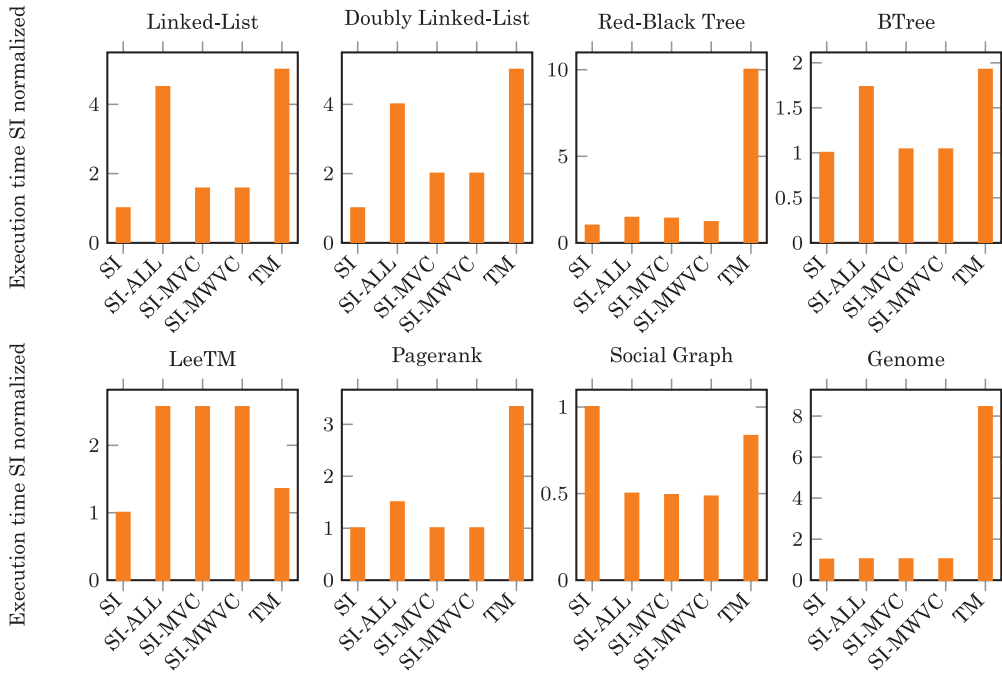 Execution time SI normalized
Linked-List
4
2
0
SI
SI-ALL
SI-MVC
SI-MWVC
TM
Doubly Linked-List
4
2
0
SI
SI-ALL
SI-MVC
SI-MWVC
TM
Red-Black Tree
10
5
0
SI
SI-ALL
SI-MVC
SI-MWVC
TM
BTree
2
1.5
1
0.5
0
SI
SI-ALL
SI-MVC
SI-MWVC
TM
Execution time SI normalized
LeeTM
2
1
0
SI
SI-ALL
SI-MVC
SI-MWVC
TM
Pagerank
3
2
1
0
SI
SI-ALL
SI-MVC
SI-MWVC
TM
Social Graph
1
0.5
0
SI
SI-ALL
SI-MVC
SI-MWVC
TM
Genome
8
6
4
2
0
SI
SI-ALL
SI-MVC
SI-MWVC
TM